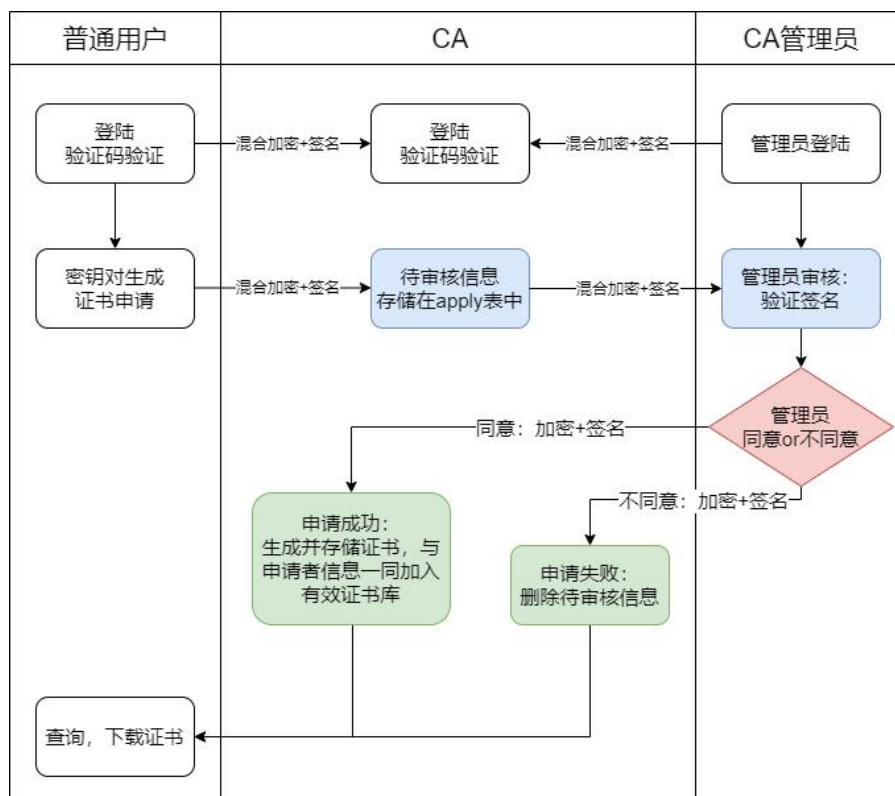 普通用户
CA
CA管理员
登陆
验证码验证
混合加密+签名
登陆
验证码验证
混合加密+签名
管理员登陆
密钥对生成
证书申请
混合加密+签名
待审核信息
存储在apply表中
混合加密+签名
管理员审核：
验证签名
管理员
同意or不同意
同意：加密+签名
不同意：加密+签名
申请成功：
生成并存储证书，与
申请者信息一同加入
有效证书库
申请失败：
删除待审核信息
查询，下载证书